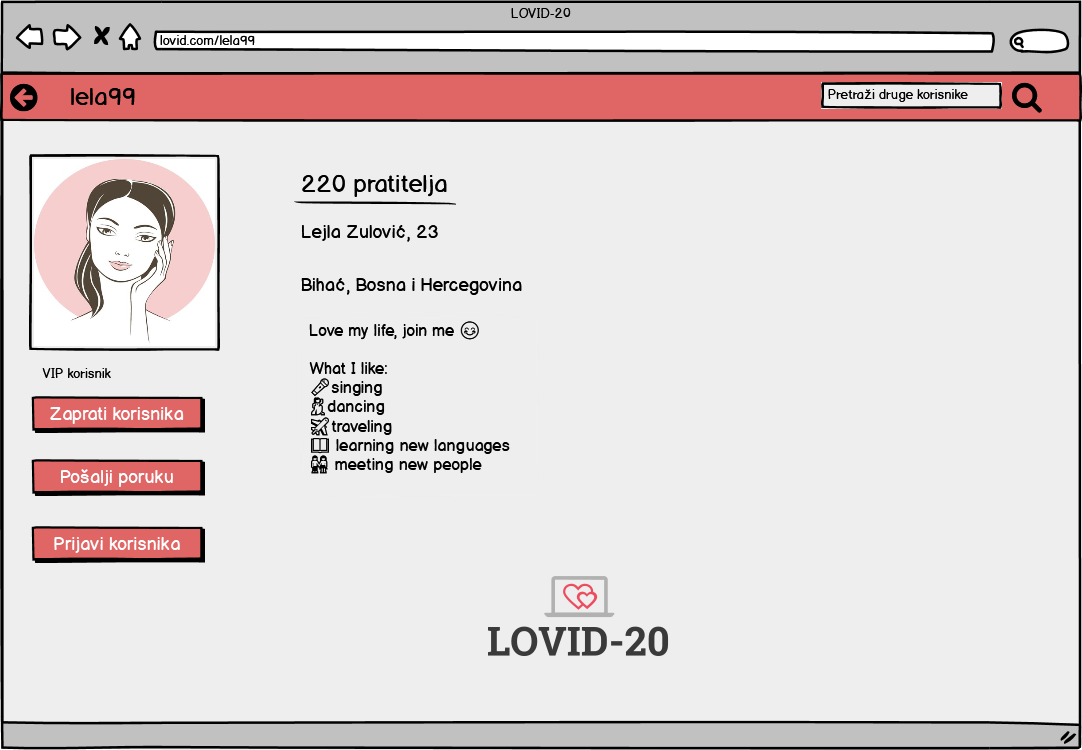 LOVID-20
lovid.com/lela99
lela99
Pretraži druge korisnike
220 pratitelja
Lejla Zulović, 23
Bihać, Bosna i Hercegovina
Love my life, join me 😊
What I like:
🎤singing
💃dancing
✈traveling
📖 learning new languages
👭 meeting new people
VIP korisnik
Zaprati korisnika
Pošalji poruku
Prijavi korisnika
LOVID-20